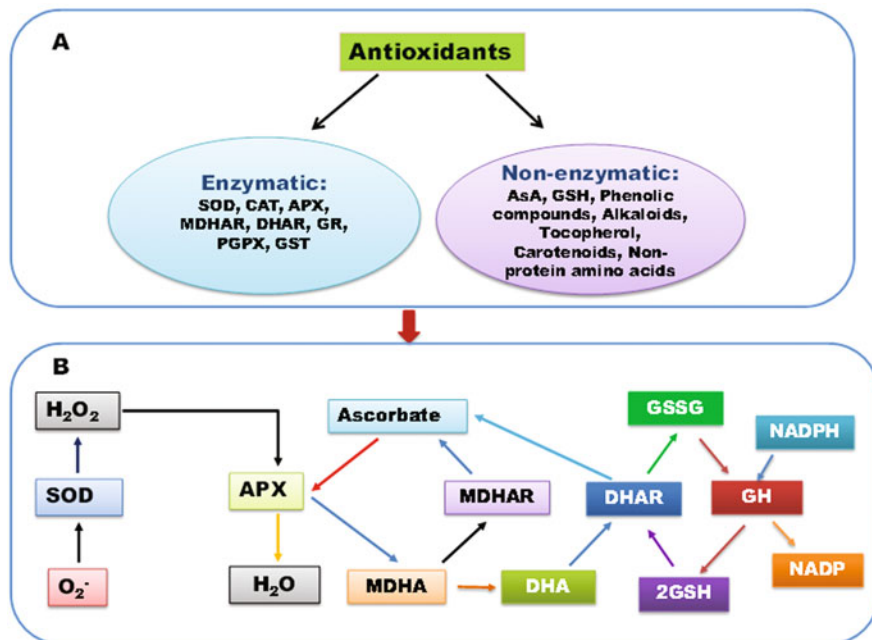 A
Antioxidants
Enzymatic:
SOD, CAT, APX,
MDHAR, DHAR, GR,
PGPX, GST
Non-enzymatic:
AsA, GSH, Phenolic
compounds, Alkaloids,
Tocopherol,
Carotenoids, Non-
protein amino acids
B
H₂O₂
Ascorbate
GSSG
NADPH
SOD
APX
MDHAR
DHAR
GH
O₂⁻
H₂O
MDHA
DHA
2GSH
NADP